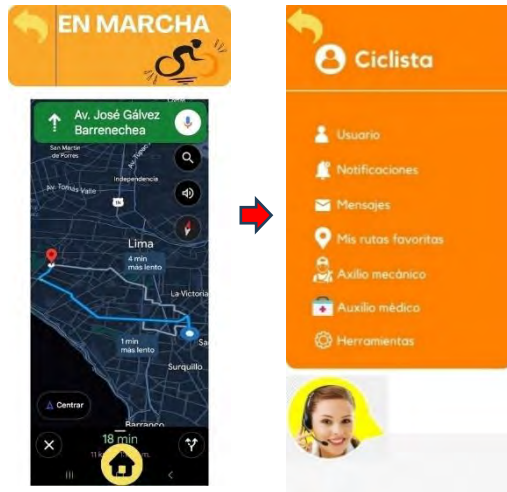 EN MARCHA
Av. José Gálvez
Barrenechea
San Martín
de Porres
Independencia
Av. Tomás Valle
Lima
4 min
más lento
La Victoria
1 min
más lento
Surquillo
Centrar
Barranco
18 min
Ciclista
Usuario
Notificaciones
Mensajes
Mis rutas favoritas
Axilio mecánico
Auxilio médico
Herramientas